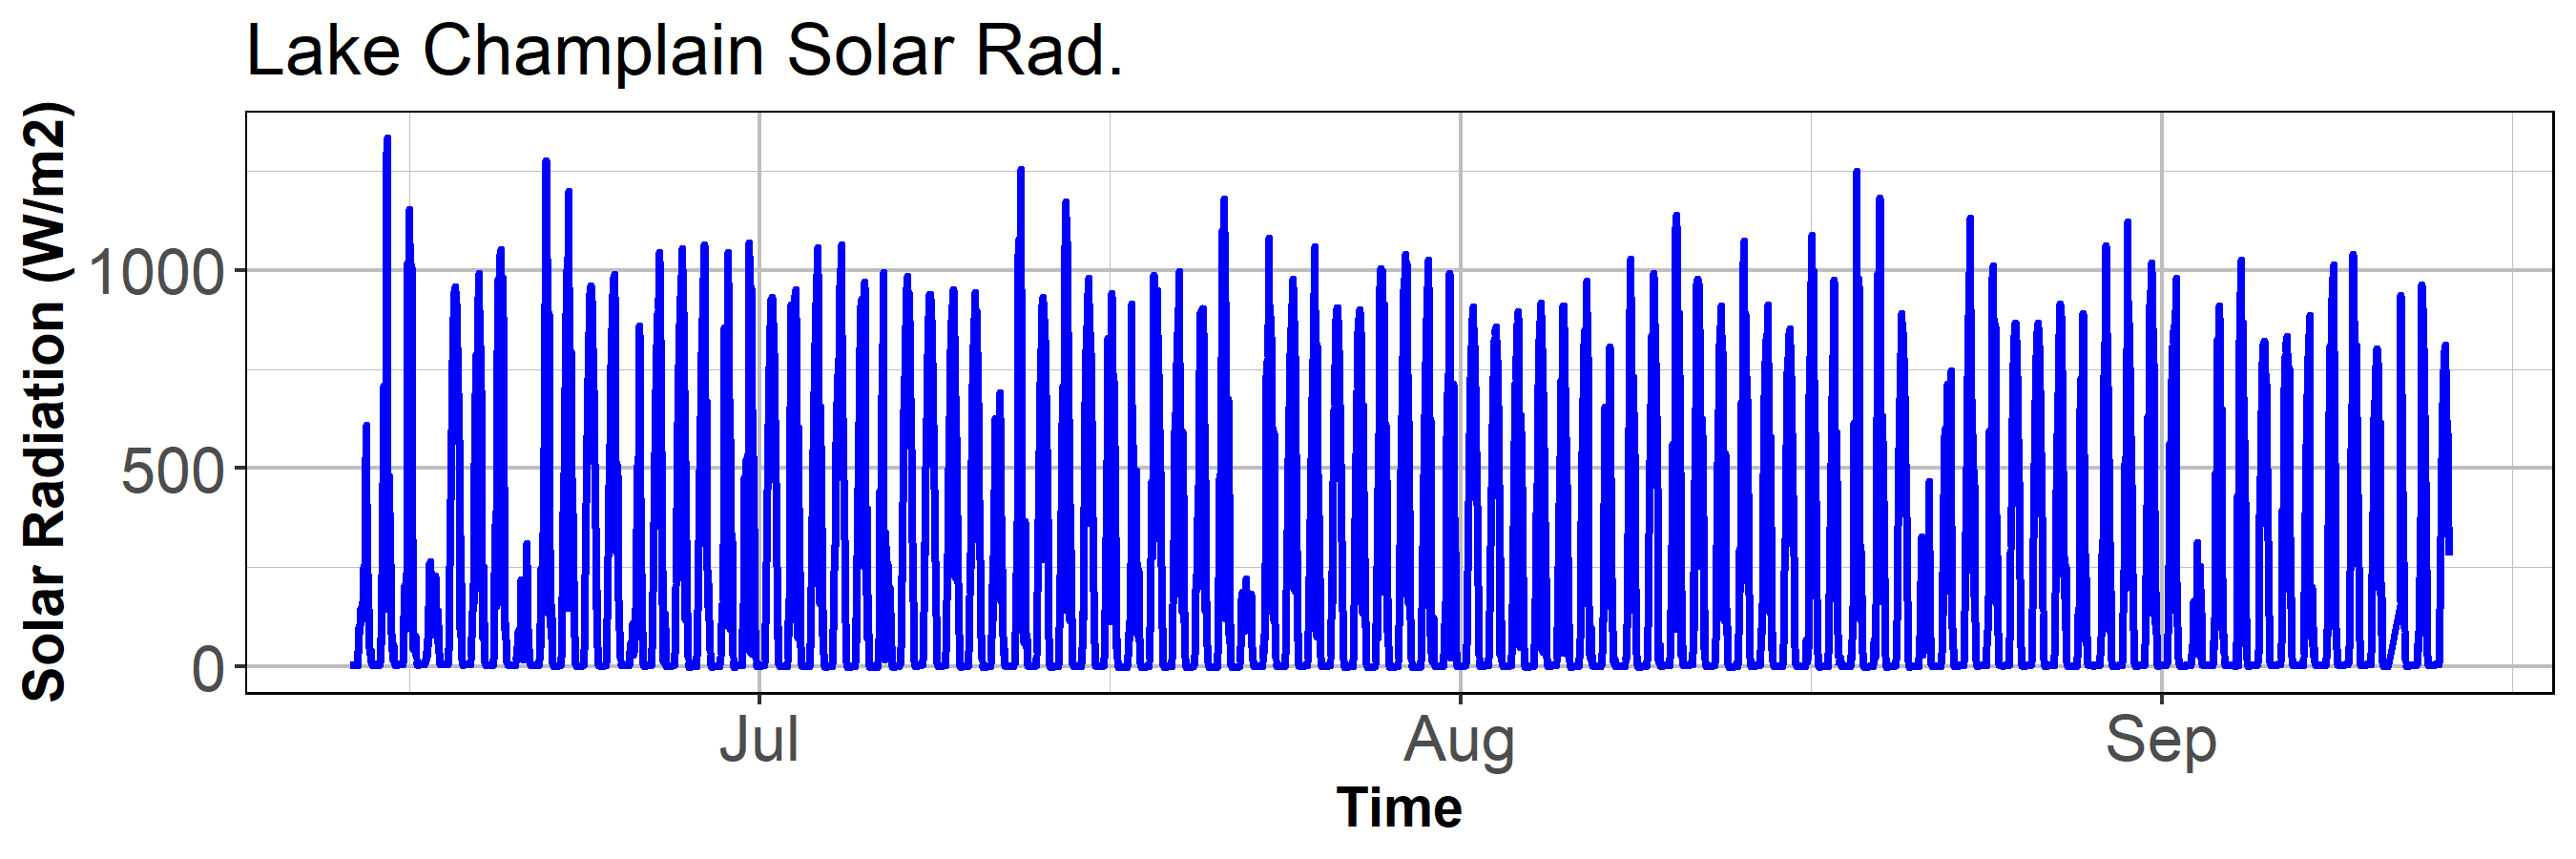 Lake Champlain Solar Rad.
Solar Radiation (W/m2)
1000
500
0
Jul
Aug
Sep
Time